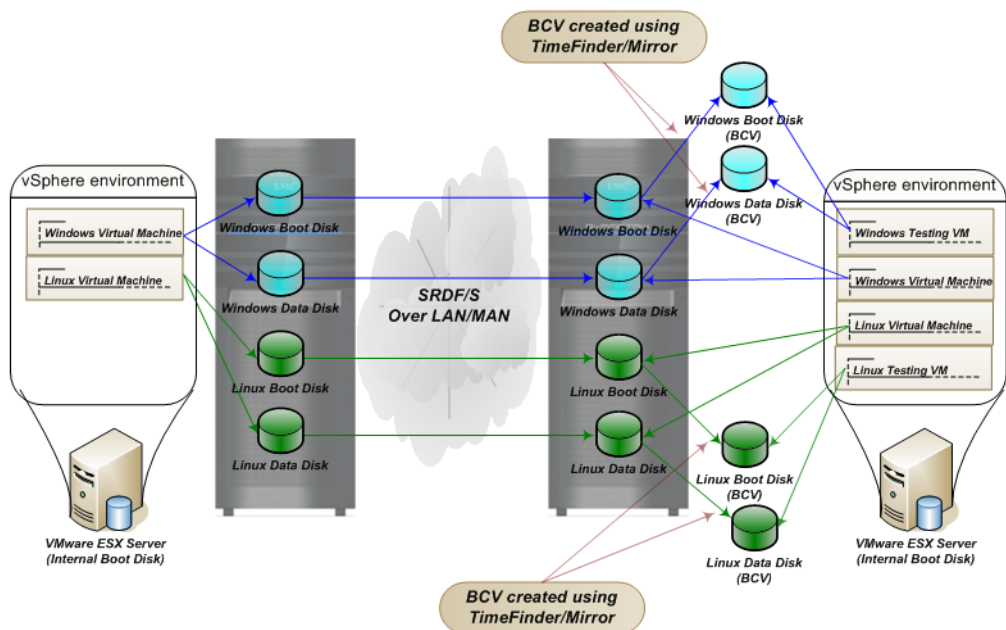 BCV created using
TimeFinder/Mirror
Windows Boot Disk
(BCV)
Windows Data Disk
(BCV)
vSphere environment
Windows Virtual Machine
Linux Virtual Machine
VMware ESX Server
(Internal Boot Disk)
EMC
Windows Boot Disk
Windows Data Disk
Linux Boot Disk
Linux Data Disk
SRDF/S
Over LAN/MAN
EMC
Windows Boot Disk
Windows Data Disk
Linux Boot Disk
Linux Data Disk
vSphere environment
Windows Testing VM
Windows Virtual Machine
Linux Virtual Machine
Linux Testing VM
VMware ESX Server
(Internal Boot Disk)
Linux Boot Disk
(BCV)
Linux Data Disk
(BCV)
BCV created using
TimeFinder/Mirror